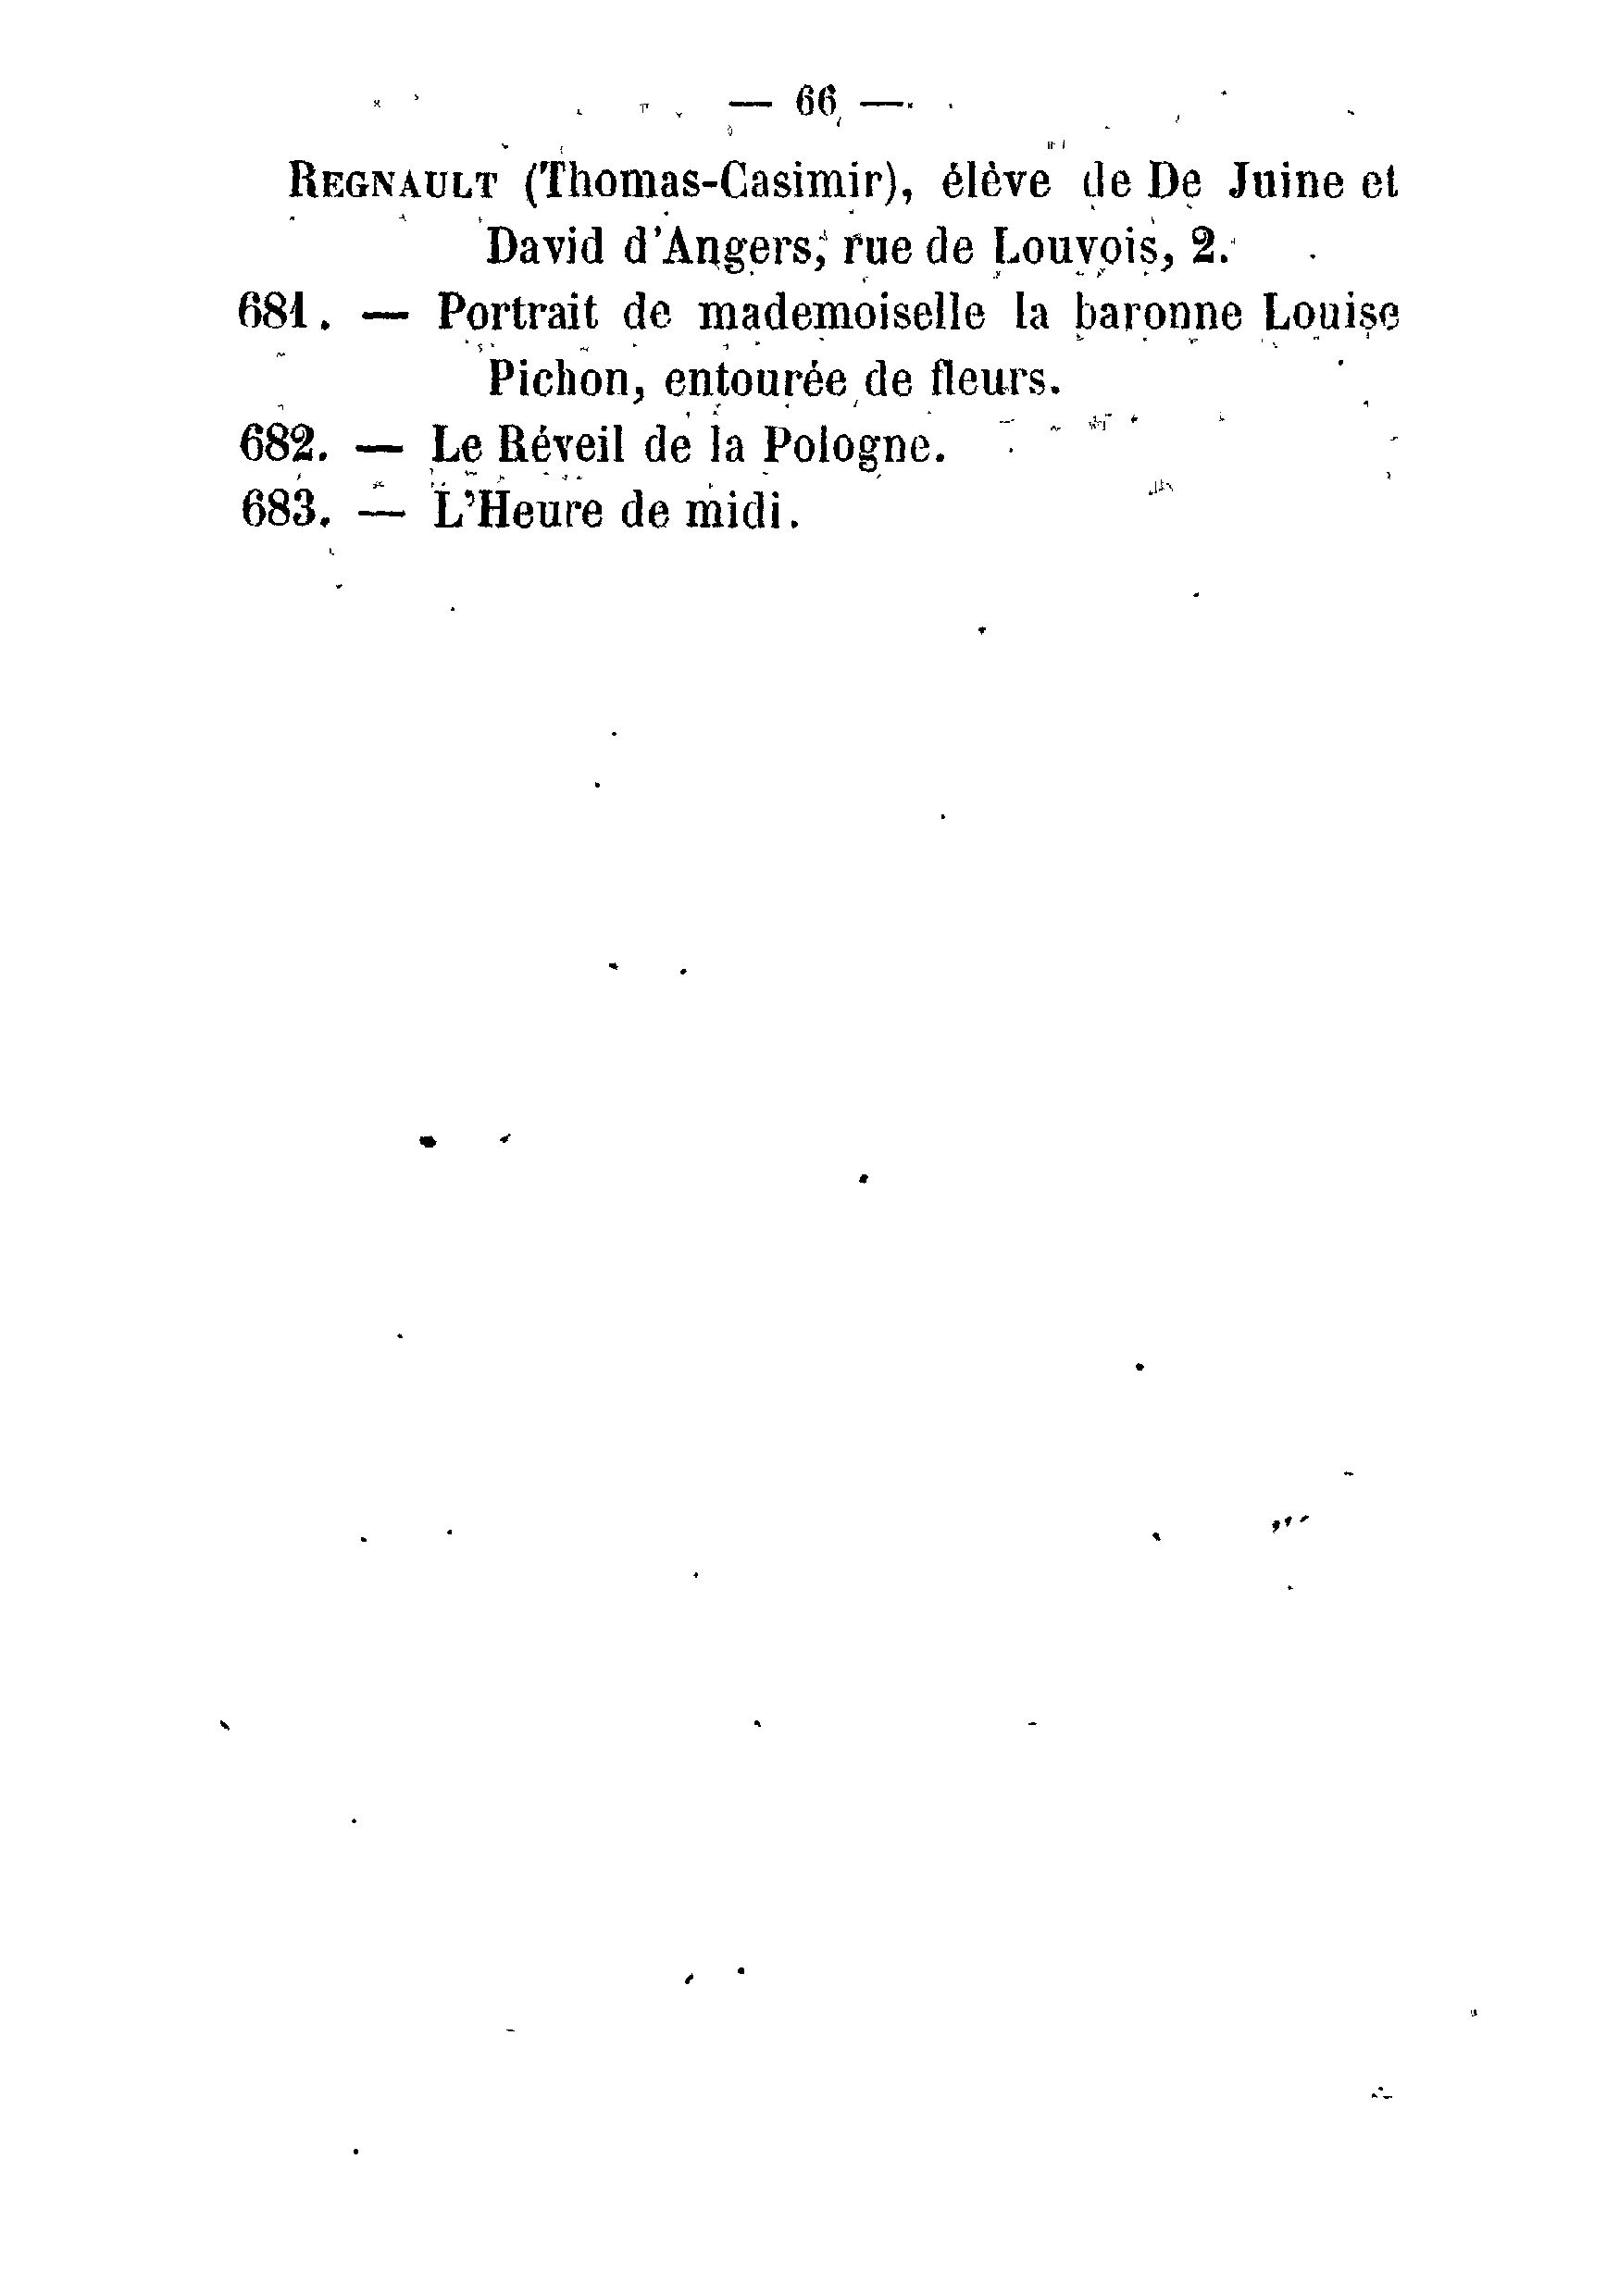 — 66 —
REGNAULT (Thomas-Casimir), élève de De Juine et
David d'Angers, rue de Louvois, 2.
681. — Portrait de mademoiselle la baronne Louise
Pichon, entourée de fleurs.
682. — Le Réveil de la Pologne.
683. — L'Heure de midi.